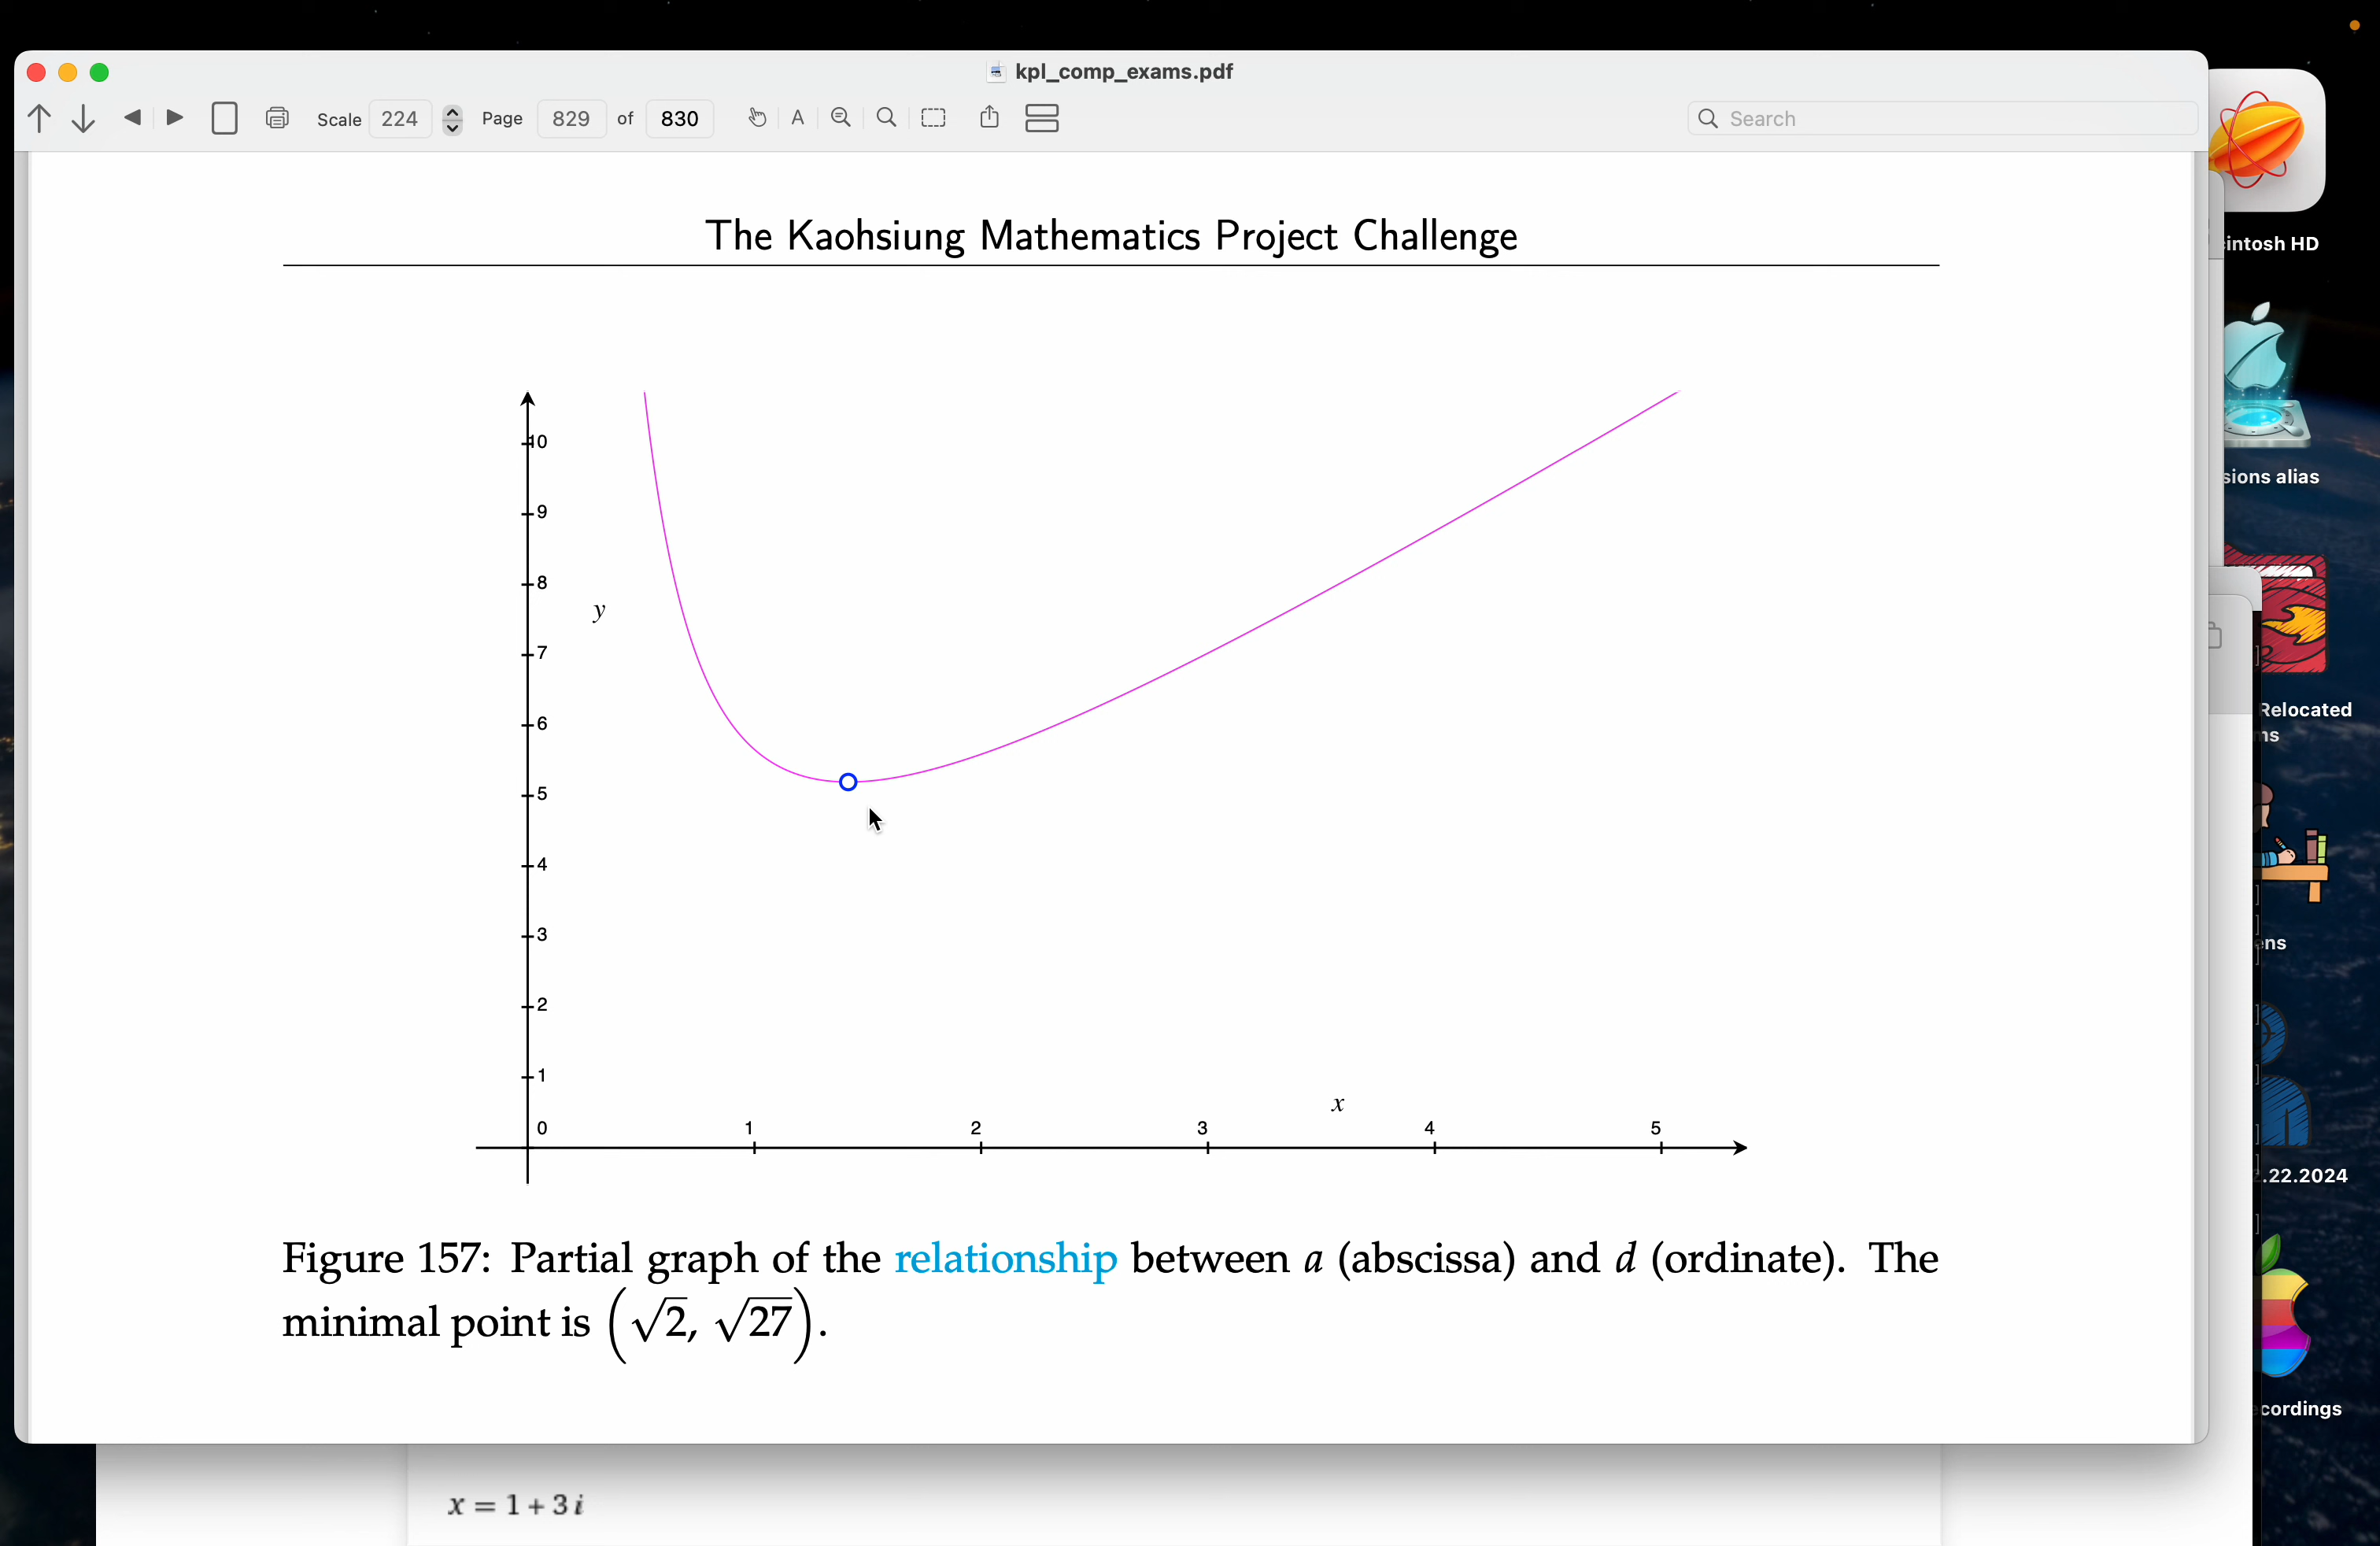 kpl_comp_exams.pdf
Scale 224 Page 829 of 830 A Search
The Kaohsiung Mathematics Project Challenge
10
9
8
y
7
6
5
4
3
2
1
x
0 1 2 3 4 5
Figure 157: Partial graph of the relationship between a (abscissa) and d (ordinate). The
minimal point is (√2, √27).
x = 1 + 3 i
intosh HD
sions alias
Relocated
ns
ens
.22.2024
cordings